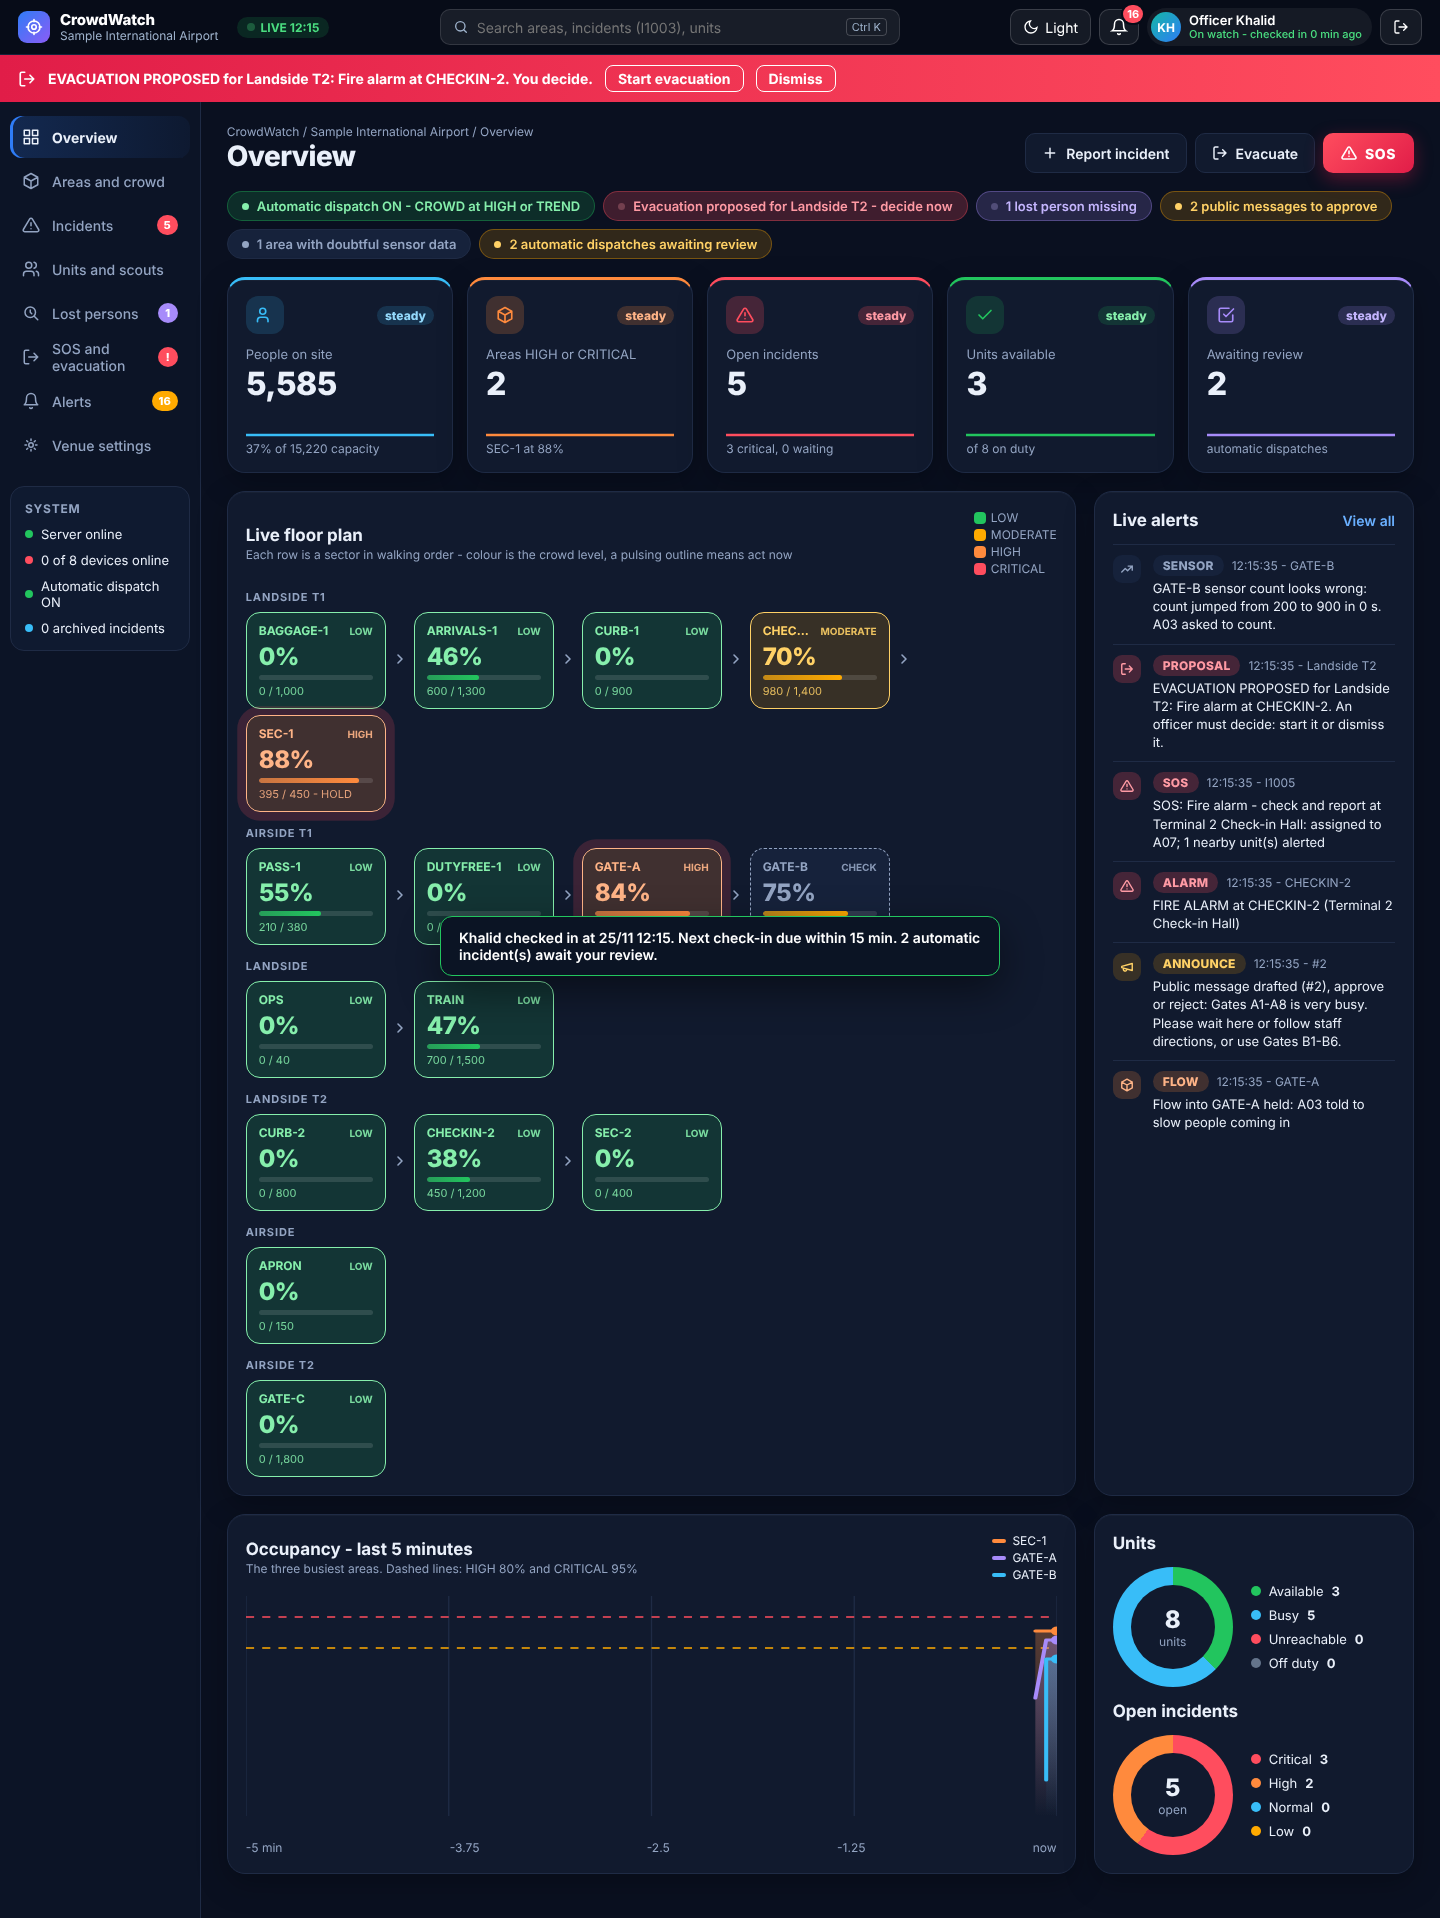 CrowdWatch
Sample International Airport
LIVE 12:15
Search areas, incidents (I1003), units
Ctrl K
Light
16
KH
Officer Khalid
On watch - checked in 0 min ago
EVACUATION PROPOSED for Landside T2: Fire alarm at CHECKIN-2. You decide.
Start evacuation
Dismiss
Overview
Areas and crowd
Incidents
5
Units and scouts
Lost persons
1
SOS and
evacuation
!
Alerts
16
Venue settings
SYSTEM
Server online
0 of 8 devices online
Automatic dispatch
ON
0 archived incidents
CrowdWatch / Sample International Airport / Overview
Overview
Report incident
Evacuate
SOS
Automatic dispatch ON - CROWD at HIGH or TREND
Evacuation proposed for Landside T2 - decide now
1 lost person missing
2 public messages to approve
1 area with doubtful sensor data
2 automatic dispatches awaiting review
steady
People on site
5,585
37% of 15,220 capacity
steady
Areas HIGH or CRITICAL
2
SEC-1 at 88%
steady
Open incidents
5
3 critical, 0 waiting
steady
Units available
3
of 8 on duty
steady
Awaiting review
2
automatic dispatches
Live floor plan
Each row is a sector in walking order - colour is the crowd level, a pulsing outline means act now
LOW
MODERATE
HIGH
CRITICAL
LANDSIDE T1
BAGGAGE-1 LOW
0%
0 / 1,000
ARRIVALS-1 LOW
46%
600 / 1,300
CURB-1 LOW
0%
0 / 900
CHEC... MODERATE
70%
980 / 1,400
SEC-1 HIGH
88%
395 / 450 - HOLD
AIRSIDE T1
PASS-1 LOW
55%
210 / 380
DUTYFREE-1 LOW
0%
0 /
GATE-A HIGH
84%
GATE-B CHECK
75%
Khalid checked in at 25/11 12:15. Next check-in due within 15 min. 2 automatic
incident(s) await your review.
LANDSIDE
OPS LOW
0%
0 / 40
TRAIN LOW
47%
700 / 1,500
LANDSIDE T2
CURB-2 LOW
0%
0 / 800
CHECKIN-2 LOW
38%
450 / 1,200
SEC-2 LOW
0%
0 / 400
AIRSIDE
APRON LOW
0%
0 / 150
AIRSIDE T2
GATE-C LOW
0%
0 / 1,800
Live alerts
View all
SENSOR 12:15:35 - GATE-B
GATE-B sensor count looks wrong:
count jumped from 200 to 900 in 0 s.
A03 asked to count.
PROPOSAL 12:15:35 - Landside T2
EVACUATION PROPOSED for Landside
T2: Fire alarm at CHECKIN-2. An
officer must decide: start it or dismiss
it.
SOS 12:15:35 - I1005
SOS: Fire alarm - check and report at
Terminal 2 Check-in Hall: assigned to
A07; 1 nearby unit(s) alerted
ALARM 12:15:35 - CHECKIN-2
FIRE ALARM at CHECKIN-2 (Terminal 2
Check-in Hall)
ANNOUNCE 12:15:35 - #2
Public message drafted (#2), approve
or reject: Gates A1-A8 is very busy.
Please wait here or follow staff
directions, or use Gates B1-B6.
FLOW 12:15:35 - GATE-A
Flow into GATE-A held: A03 told to
slow people coming in
Occupancy - last 5 minutes
The three busiest areas. Dashed lines: HIGH 80% and CRITICAL 95%
SEC-1
GATE-A
GATE-B
-5 min
-3.75
-2.5
-1.25
now
Units
8
units
Available 3
Busy 5
Unreachable 0
Off duty 0
Open incidents
5
open
Critical 3
High 2
Normal 0
Low 0